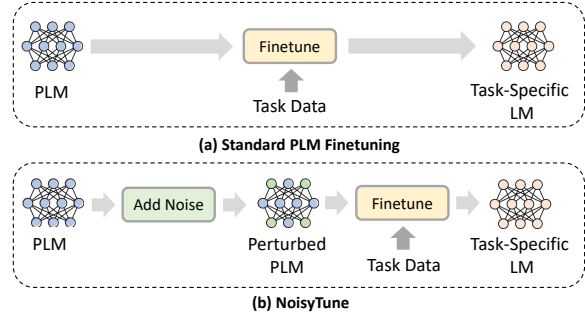 Finetune
PLM
Task Data
Task-Specific
LM
(a) Standard PLM Finetuning
Add Noise
Finetune
PLM
Perturbed
PLM
Task Data
Task-Specific
LM
(b) NoisyTune